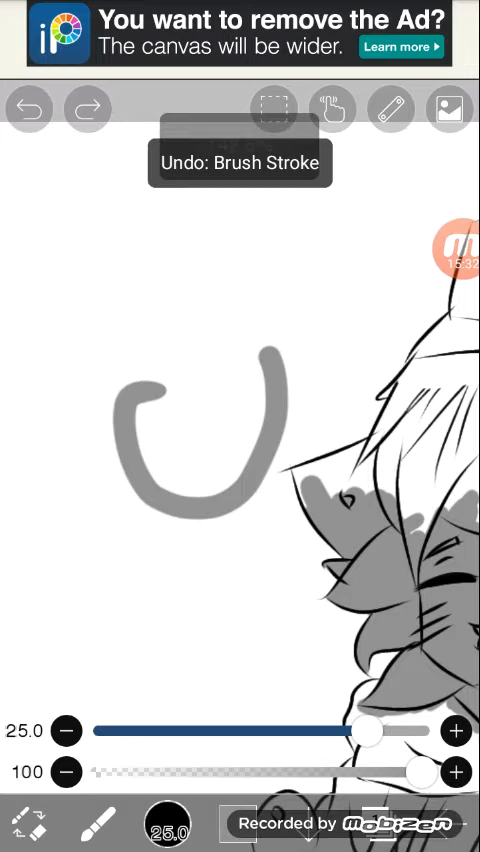 iP
You want to remove the Ad?
The canvas will be wider.
Learn more
Undo: Brush Stroke
15:32
25.0
100
25.0
Recorded by mobizen